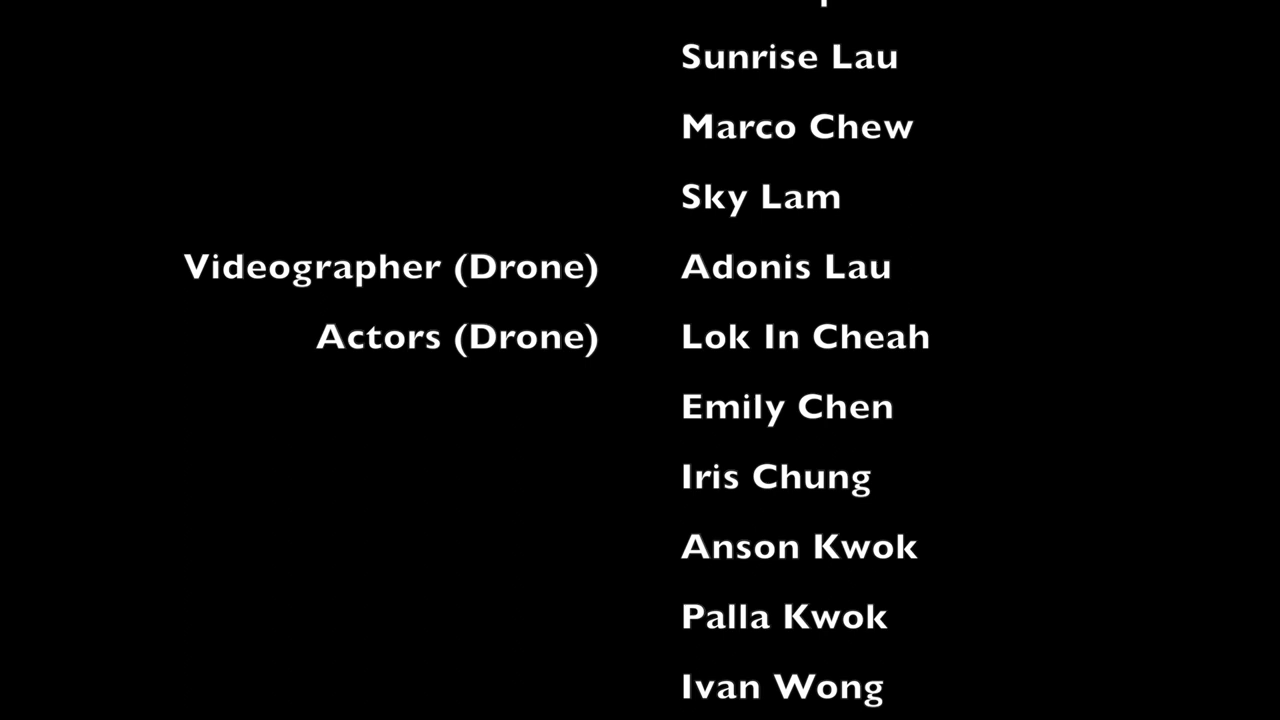 Sunrise Lau
Marco Chew
Sky Lam
Videographer (Drone) Adonis Lau
Actors (Drone) Lok In Cheah
Emily Chen
Iris Chung
Anson Kwok
Palla Kwok
Ivan Wong